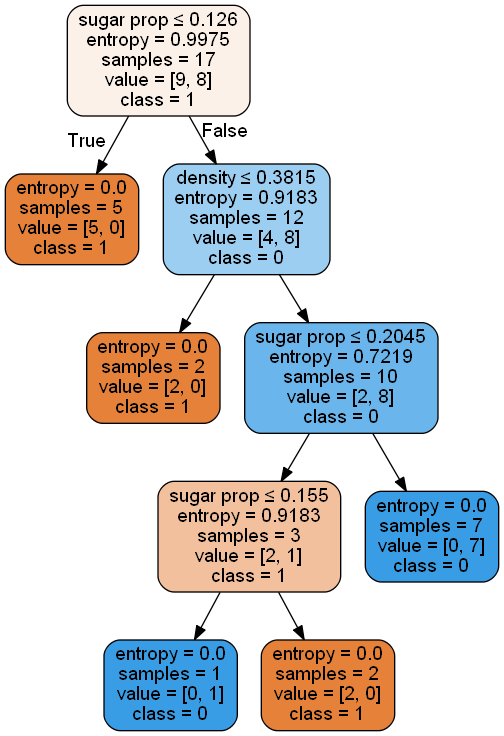 sugar prop ≤ 0.126
entropy = 0.9975
samples = 17
value = [9, 8]
class = 1
True
False
entropy = 0.0
samples = 5
value = [5, 0]
class = 1
density ≤ 0.3815
entropy = 0.9183
samples = 12
value = [4, 8]
class = 0
entropy = 0.0
samples = 2
value = [2, 0]
class = 1
sugar prop ≤ 0.2045
entropy = 0.7219
samples = 10
value = [2, 8]
class = 0
sugar prop ≤ 0.155
entropy = 0.9183
samples = 3
value = [2, 1]
class = 1
entropy = 0.0
samples = 7
value = [0, 7]
class = 0
entropy = 0.0
samples = 1
value = [0, 1]
class = 0
entropy = 0.0
samples = 2
value = [2, 0]
class = 1